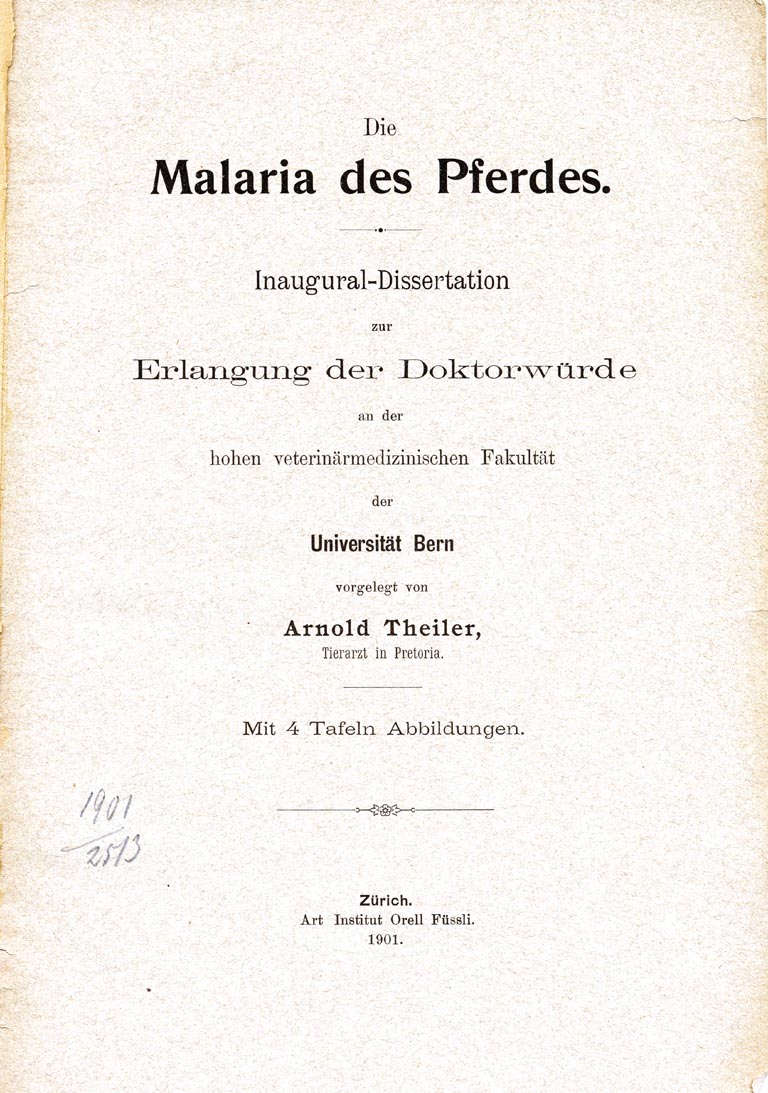 Die
Malaria des Pferdes.
Inaugural-Dissertation
zur
Erlangung der Doktorwürde
an der
hohen veterinärmedizinischen Fakultät
der
Universität Bern
vorgelegt von
Arnold Theiler,
Tierarzt in Pretoria.
Mit 4 Tafeln Abbildungen.
1901
2513
Zürich.
Art Institut Orell Füssli.
1901.